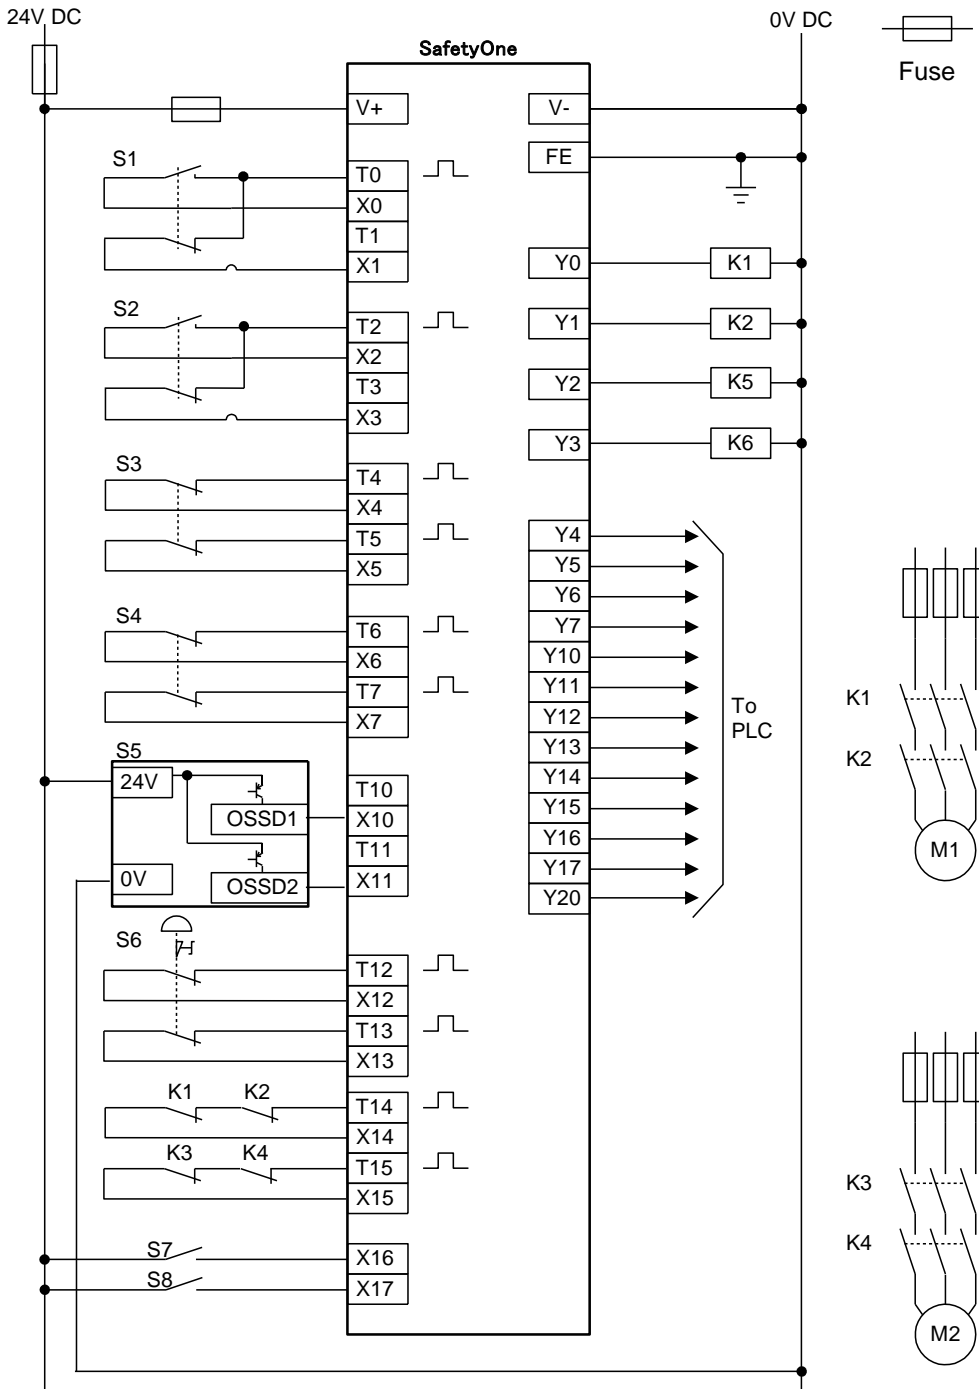 24V DC
0V DC
Fuse
SafetyOne
V+
V-
FE
S1
T0
X0
T1
X1
Y0
K1
S2
T2
X2
T3
X3
Y1
K2
Y2
K5
Y3
K6
S3
T4
X4
T5
X5
S4
T6
X6
T7
X7
Y4
Y5
Y6
Y7
Y10
Y11
Y12
Y13
Y14
Y15
Y16
Y17
Y20
To
PLC
K1
K2
M1
S5
24V
OSSD1
0V
OSSD2
T10
X10
T11
X11
S6
T12
X12
T13
X13
K1
K2
T14
X14
K3
K4
T15
X15
S7
X16
S8
X17
K3
K4
M2